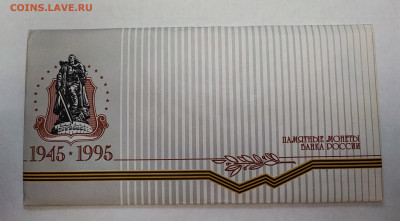 COINS.LAVE.RU
1945 * 1995
ПАМЯТНЫЕ МОНЕТЫ
БАНКА РОССИИ